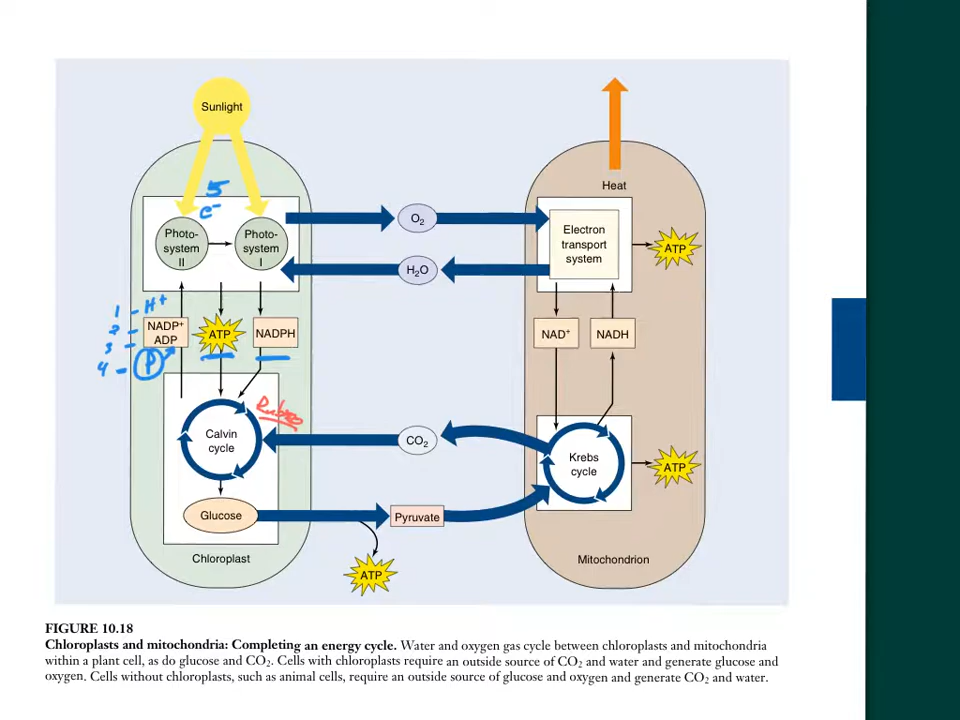 Sunlight
Heat
5
e-
Photo-
system
II
Photo-
system
I
O2
H2O
Electron
transport
system
ATP
1 - H+
2 -
3 -
4 - P
NADP+
ADP
ATP
NADPH
NAD+
NADH
Calvin
cycle
CO2
Krebs
cycle
ATP
Glucose
Pyruvate
ATP
Chloroplast
Mitochondrion
FIGURE 10.18
Chloroplasts and mitochondria: Completing an energy cycle. Water and oxygen gas cycle between chloroplasts and mitochondria
within a plant cell, as do glucose and CO2. Cells with chloroplasts require an outside source of CO2 and water and generate glucose and
oxygen. Cells without chloroplasts, such as animal cells, require an outside source of glucose and oxygen and generate CO2 and water.